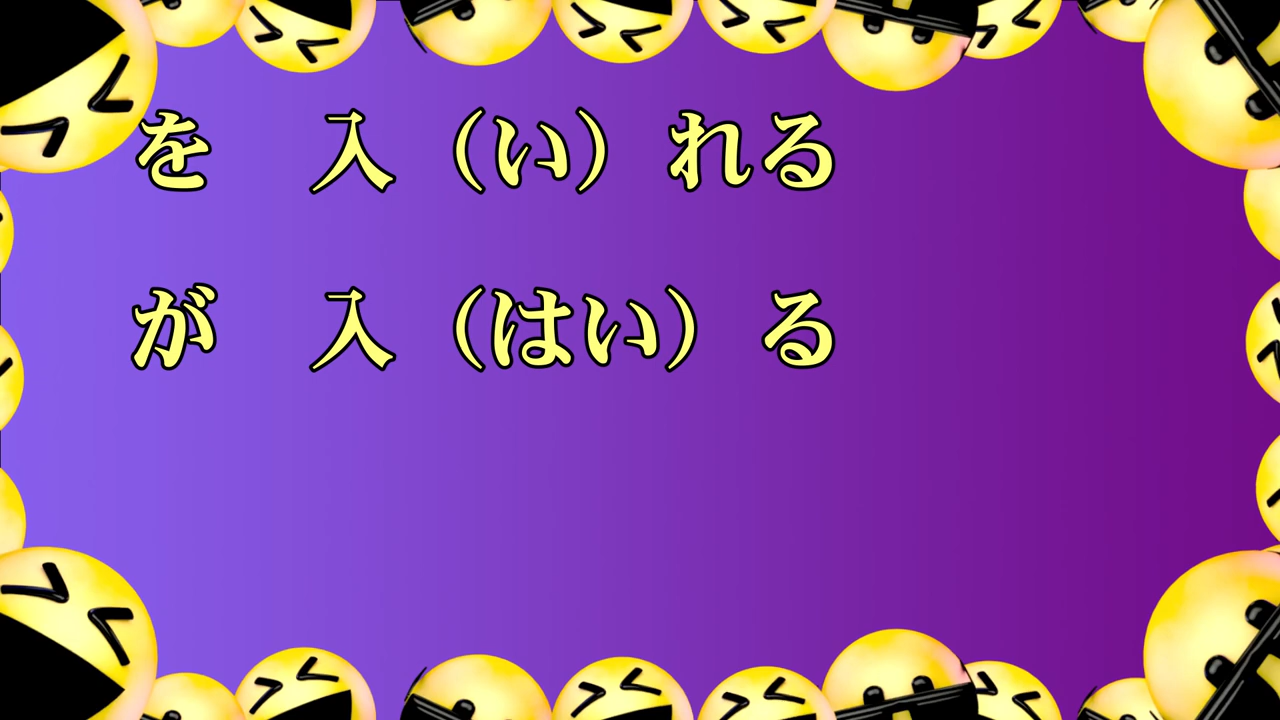 を　入（い）れる
が　入（はい）る